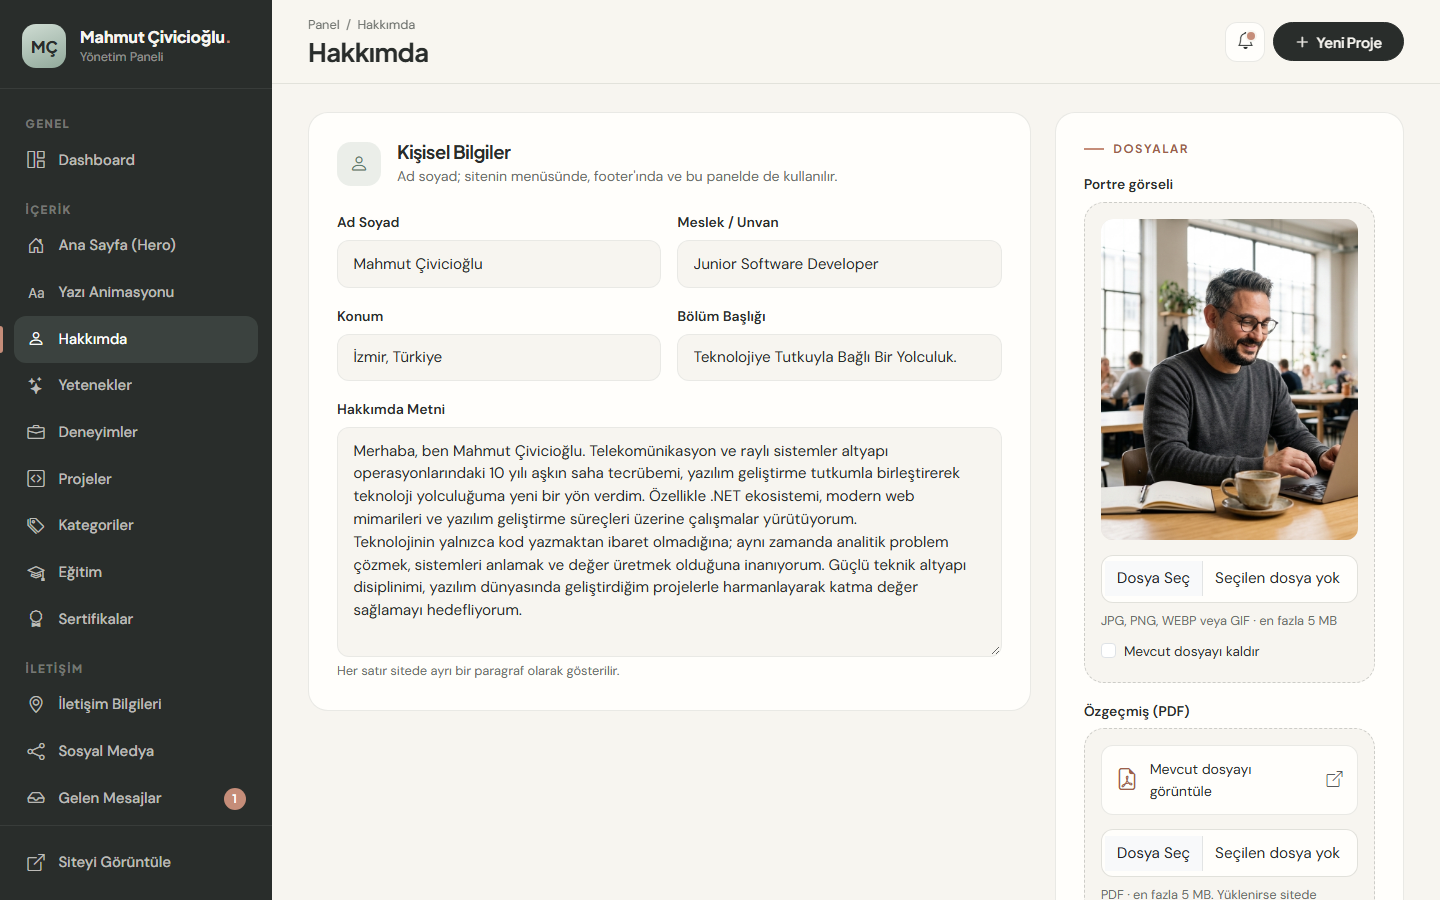 MÇ
Mahmut Çivicioğlu.
Yönetim Paneli
GENEL
Dashboard
İÇERİK
Ana Sayfa (Hero)
Aa Yazı Animasyonu
Hakkımda
Yetenekler
Deneyimler
Projeler
Kategoriler
Eğitim
Sertifikalar
İLETİŞİM
İletişim Bilgileri
Sosyal Medya
Gelen Mesajlar 1
Siteyi Görüntüle
Panel / Hakkımda
Hakkımda
Yeni Proje
Kişisel Bilgiler
Ad soyad; sitenin menüsünde, footer'ında ve bu panelde de kullanılır.
Ad Soyad
Mahmut Çivicioğlu
Meslek / Unvan
Junior Software Developer
Konum
İzmir, Türkiye
Bölüm Başlığı
Teknolojiye Tutkuyla Bağlı Bir Yolculuk.
Hakkımda Metni
Merhaba, ben Mahmut Çivicioğlu. Telekomünikasyon ve raylı sistemler altyapı
operasyonlarındaki 10 yılı aşkın saha tecrübemi, yazılım geliştirme tutkumla birleştirerek
teknoloji yolculuğuma yeni bir yön verdim. Özellikle .NET ekosistemi, modern web
mimarileri ve yazılım geliştirme süreçleri üzerine çalışmalar yürütüyorum.
Teknolojinin yalnızca kod yazmaktan ibaret olmadığına; aynı zamanda analitik problem
çözmek, sistemleri anlamak ve değer üretmek olduğuna inanıyorum. Güçlü teknik altyapı
disiplinimi, yazılım dünyasında geliştirdiğim projelerle harmanlayarak katma değer
sağlamayı hedefliyorum.
Her satır sitede ayrı bir paragraf olarak gösterilir.
DOSYALAR
Portre görseli
Dosya Seç Seçilen dosya yok
JPG, PNG, WEBP veya GIF · en fazla 5 MB
Mevcut dosyayı kaldır
Özgeçmiş (PDF)
Mevcut dosyayı
görüntüle
Dosya Seç Seçilen dosya yok
PDF · en fazla 5 MB. Yüklenirse sitede